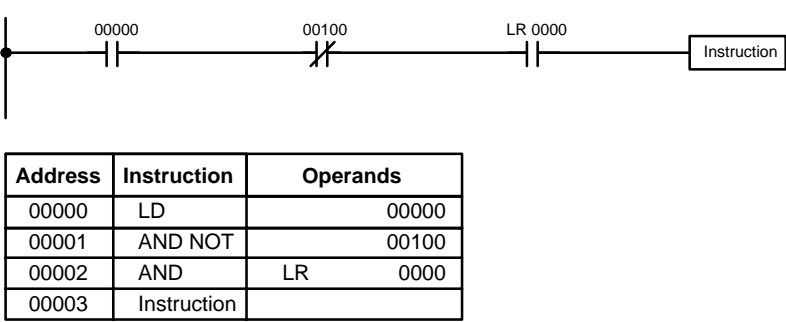 00000 00100 LR 0000
Instruction
Address Instruction Operands
00000 LD 00000
00001 AND NOT 00100
00002 AND LR 0000
00003 Instruction